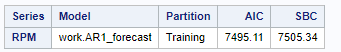 Series Model Partition AIC SBC
RPM work.AR1_forecast Training 7495.11 7505.34